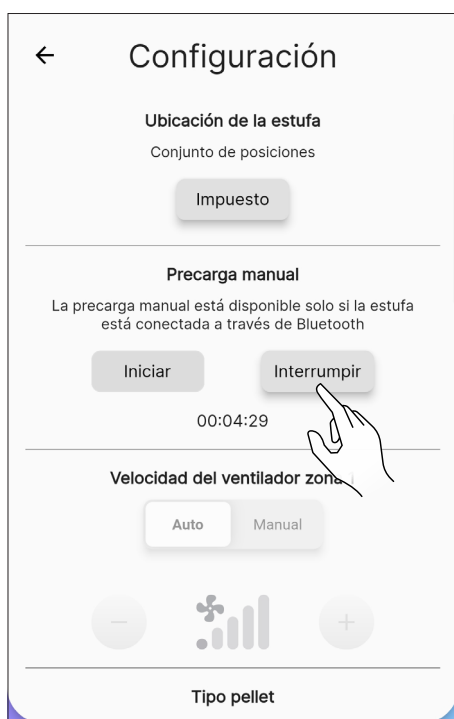 Configuración
Ubicación de la estufa
Conjunto de posiciones
Impuesto
Precarga manual
La precarga manual está disponible solo si la estufa
está conectada a través de Bluetooth
Iniciar
Interrumpir
00:04:29
Velocidad del ventilador zona
Auto
Manual
Tipo pellet